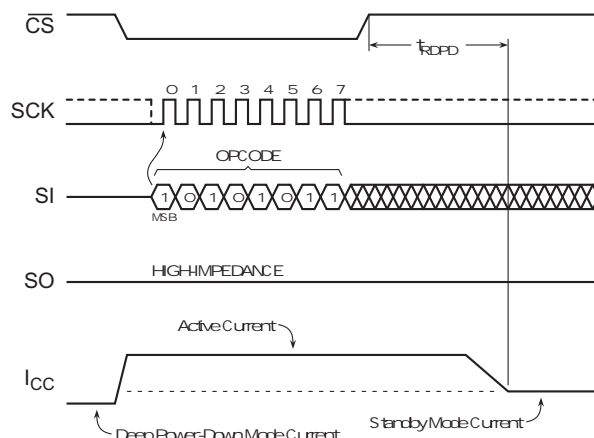 CS
tRDPD
0 1 2 3 4 5 6 7
SCK
OPCODE
SI
1 0 1 0 1 0 1 1
MSB
HIGH-IMPEDANCE
SO
Active Current
ICC
Standby Mode Current
Deep Power-Down Mode Current